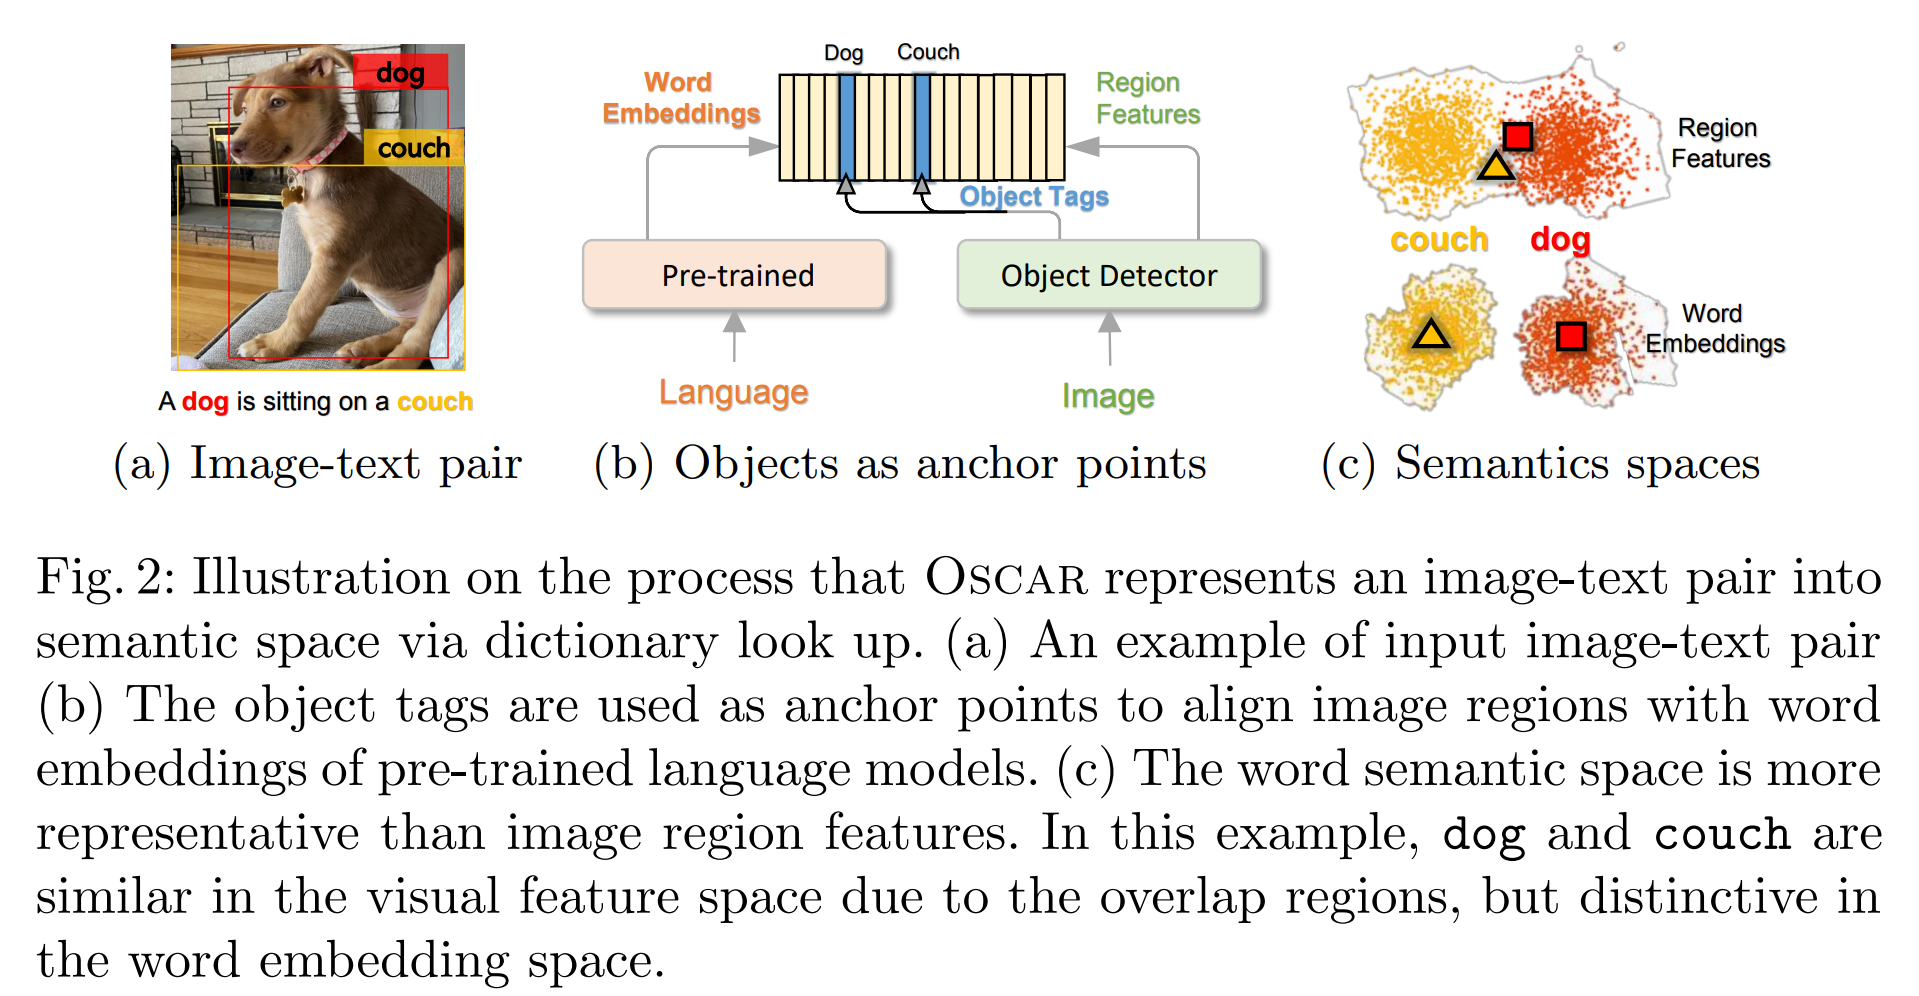 dog
couch
A dog is sitting on a couch
(a) Image-text pair
Dog
Couch
Word
Embeddings
Region
Features
Object Tags
Pre-trained
Object Detector
Language
Image
(b) Objects as anchor points
Region
Features
couch
dog
Word
Embeddings
(c) Semantics spaces
Fig. 2: Illustration on the process that OSCAR represents an image-text pair into
semantic space via dictionary look up. (a) An example of input image-text pair
(b) The object tags are used as anchor points to align image regions with word
embeddings of pre-trained language models. (c) The word semantic space is more
representative than image region features. In this example, dog and couch are
similar in the visual feature space due to the overlap regions, but distinctive in
the word embedding space.